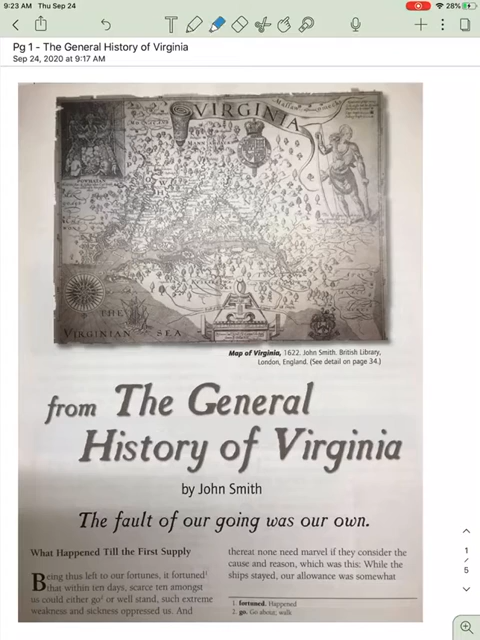 9:23 AM Thu Sep 24
28%
Pg 1 - The General History of Virginia
Sep 24, 2020 at 9:17 AM
VIRGINIA
POWHATAN
THE
VIRGINIAN SEA
Map of Virginia, 1622. John Smith. British Library,
London, England. (See detail on page 34.)
from The General
History of Virginia
by John Smith
The fault of our going was our own.
What Happened Till the First Supply
Being thus left to our fortunes, it fortuned1
that within ten days, scarce ten amongst
us could either go2 or well stand, such extreme
weakness and sickness oppressed us. And
thereat none need marvel if they consider the
cause and reason, which was this: While the
ships stayed, our allowance was somewhat
1. fortuned. Happened
2. go. Go about; walk
1
/
5